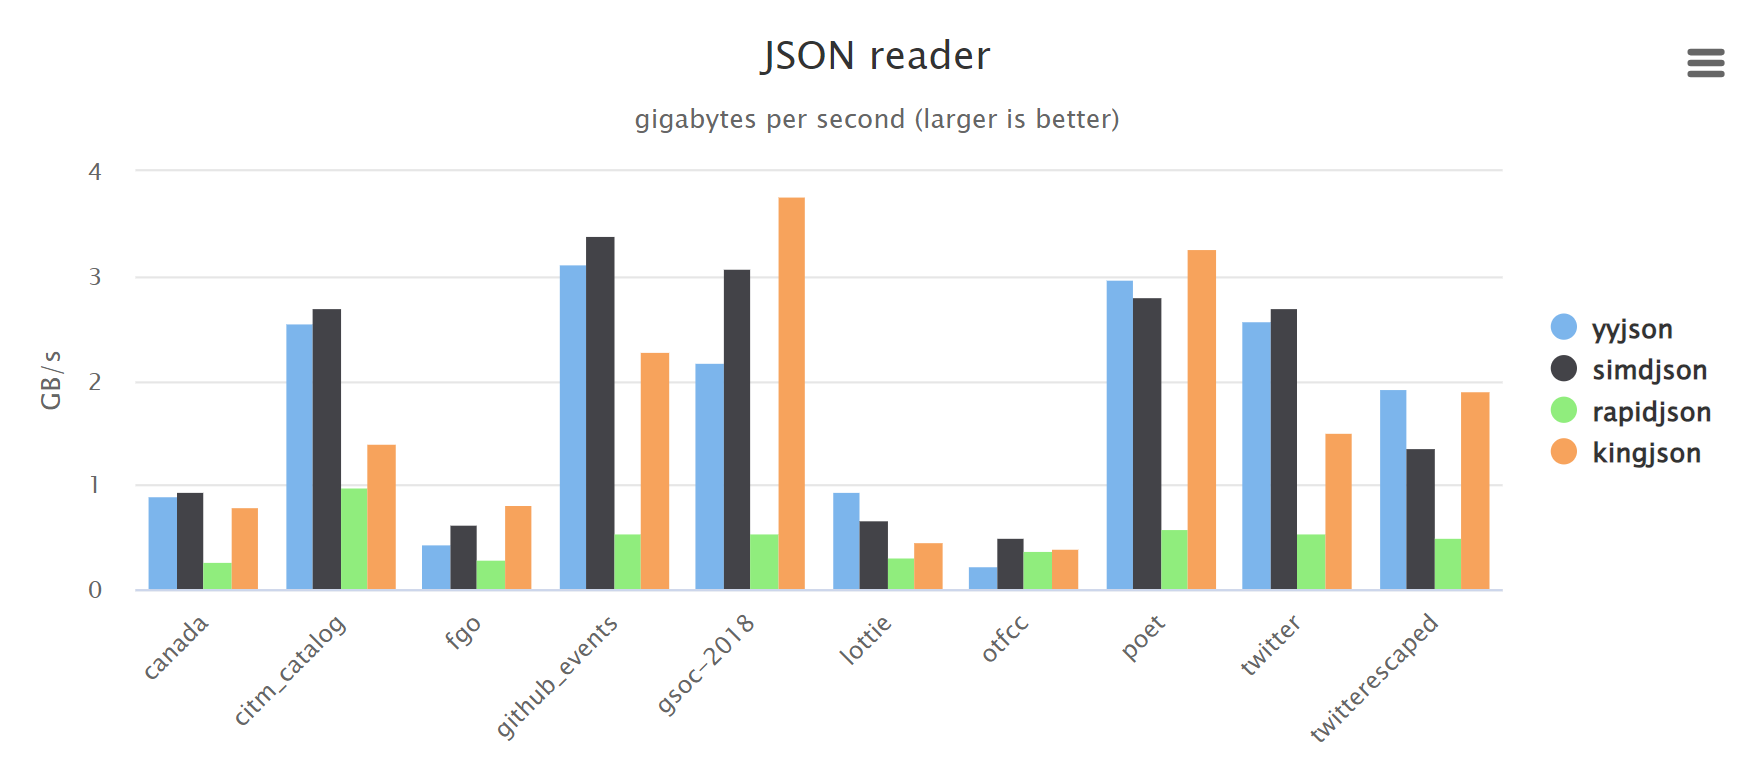 JSON reader
gigabytes per second (larger is better)
GB/s
4
3
2
1
0
canada
citm_catalog
fgo
github_events
gsoc-2018
lottie
otfcc
poet
twitter
twitterescaped
yyjson
simdjson
rapidjson
kingjson